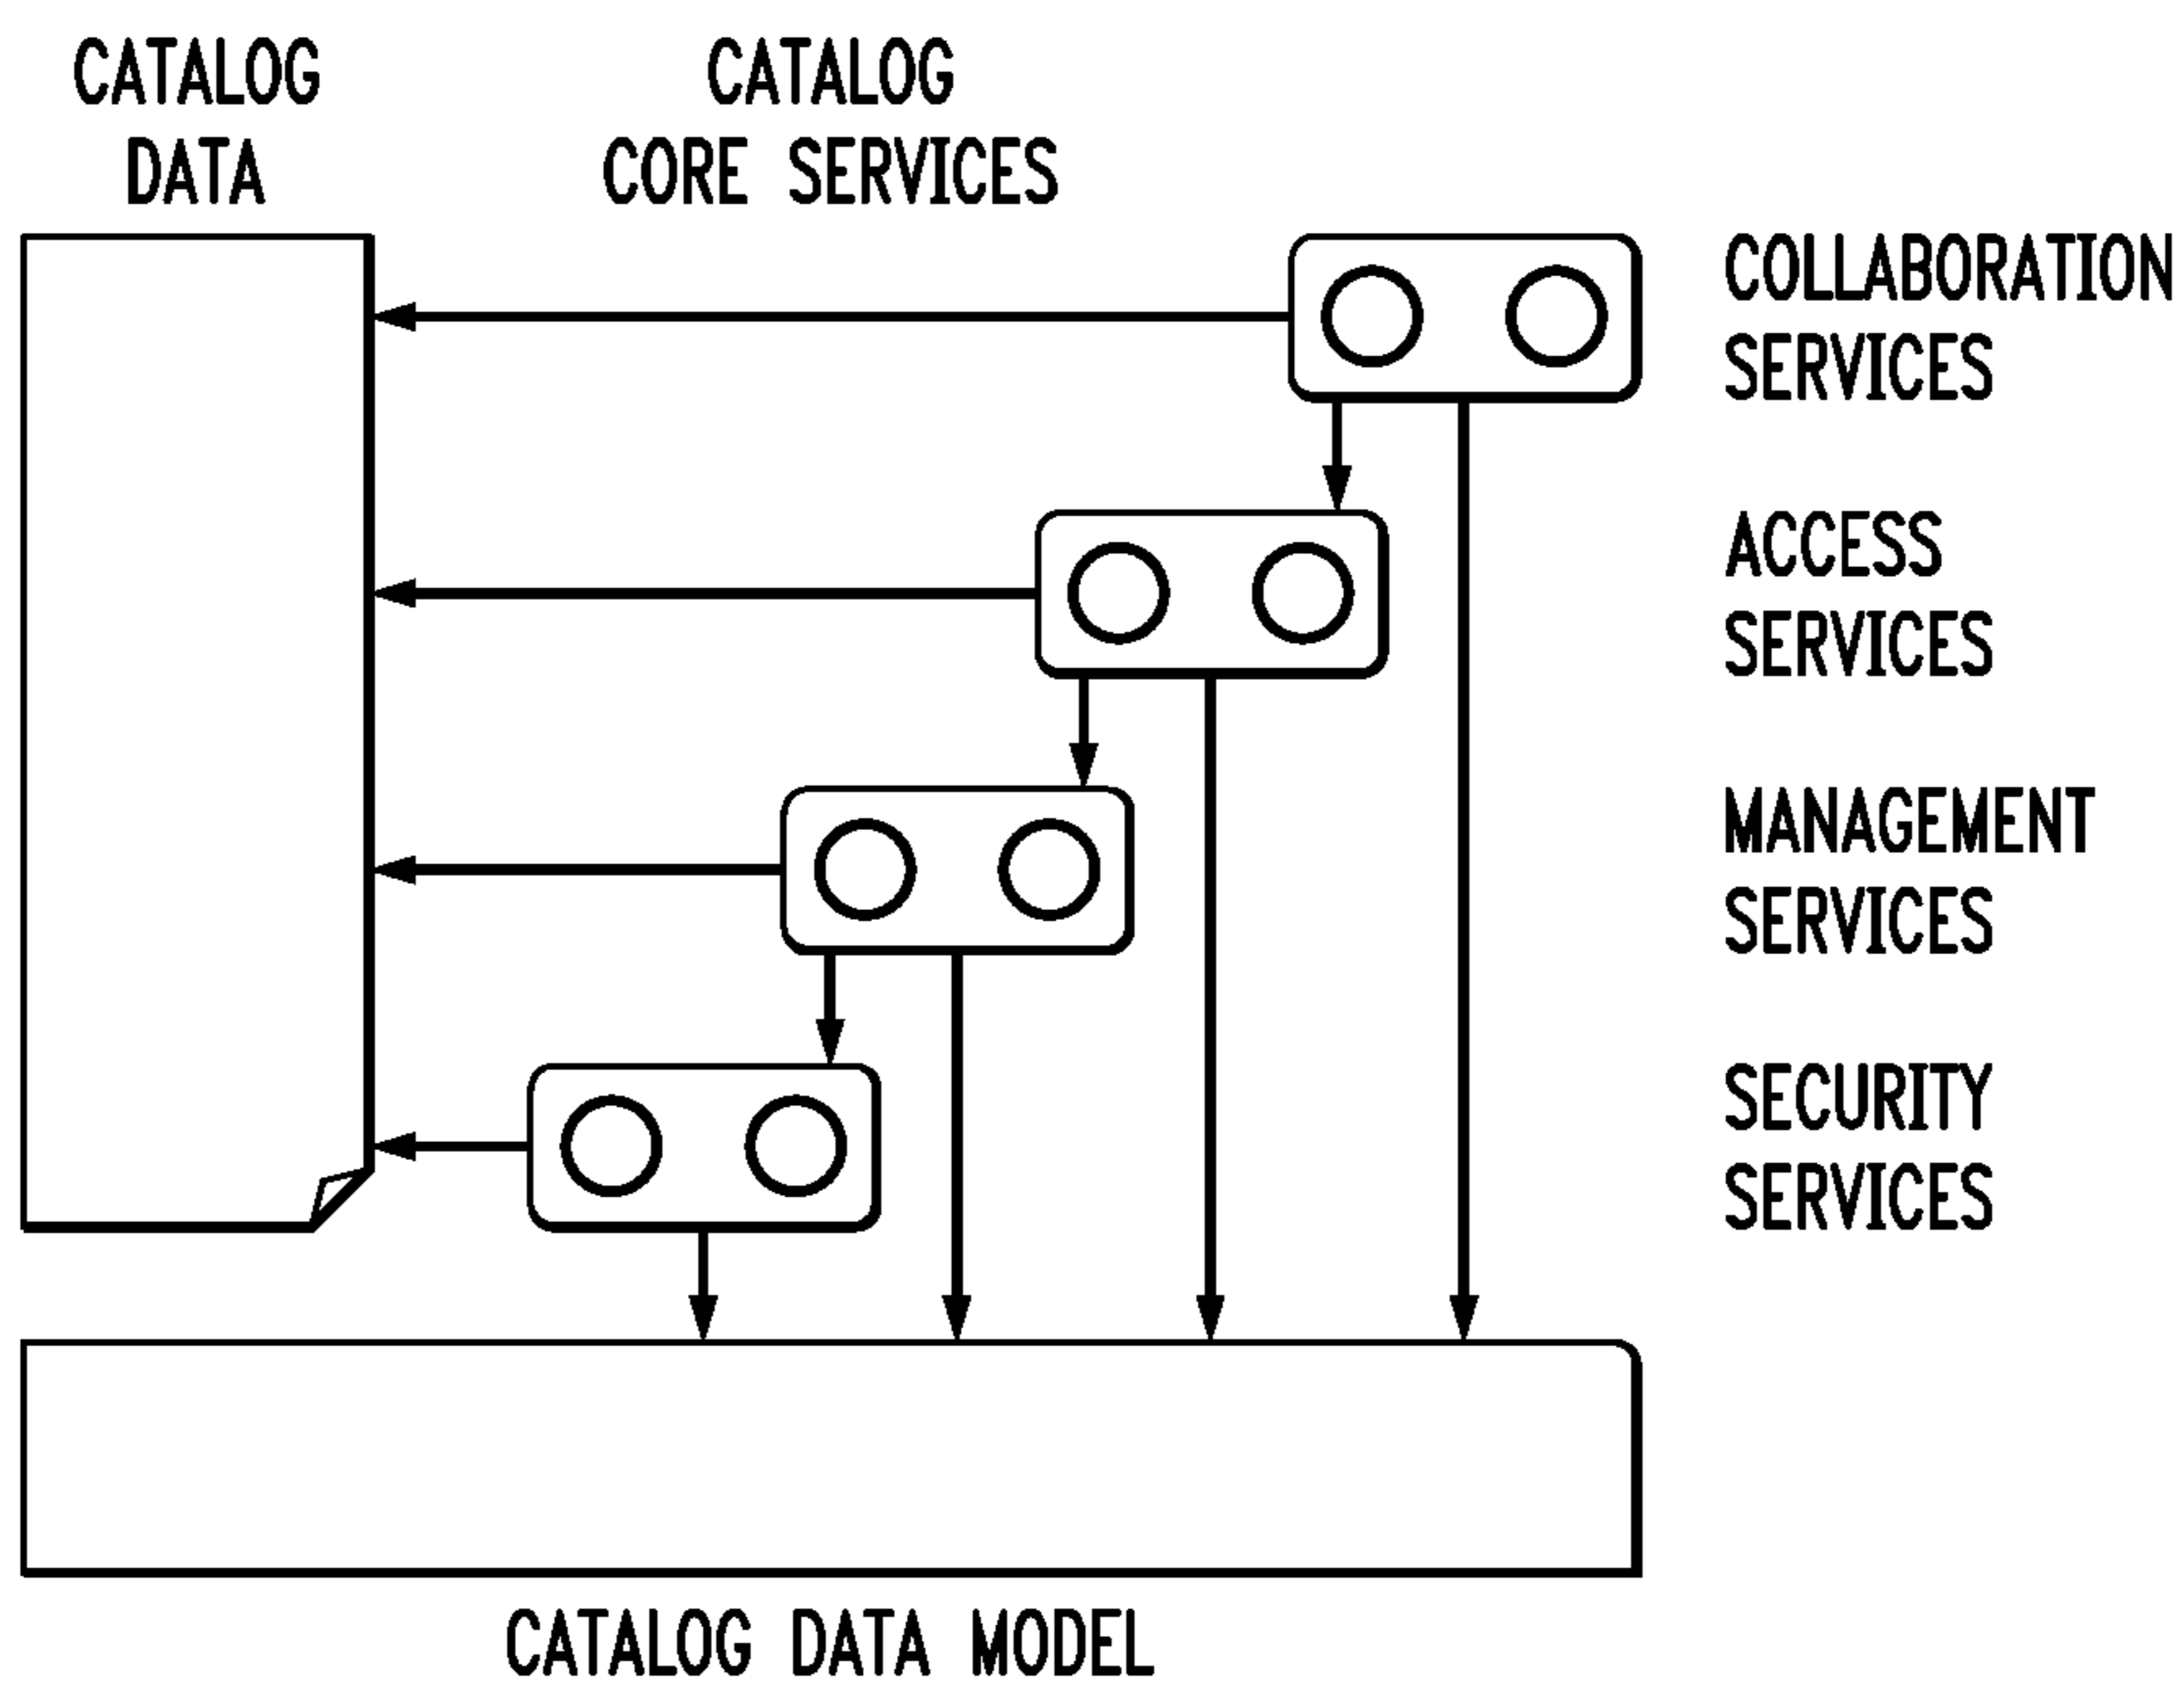 CATALOG
DATA
CATALOG
CORE SERVICES
COLLABORATION
SERVICES
ACCESS
SERVICES
MANAGEMENT
SERVICES
SECURITY
SERVICES
CATALOG DATA MODEL